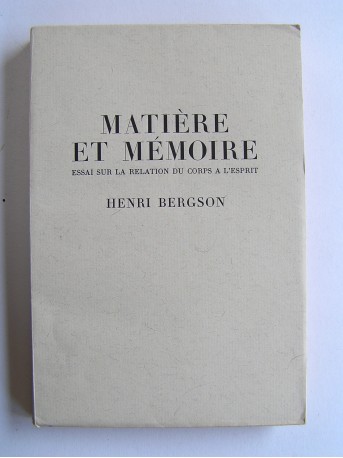 MATIÈRE
ET MÉMOIRE
ESSAI SUR LA RELATION DU CORPS A L'ESPRIT
HENRI BERGSON